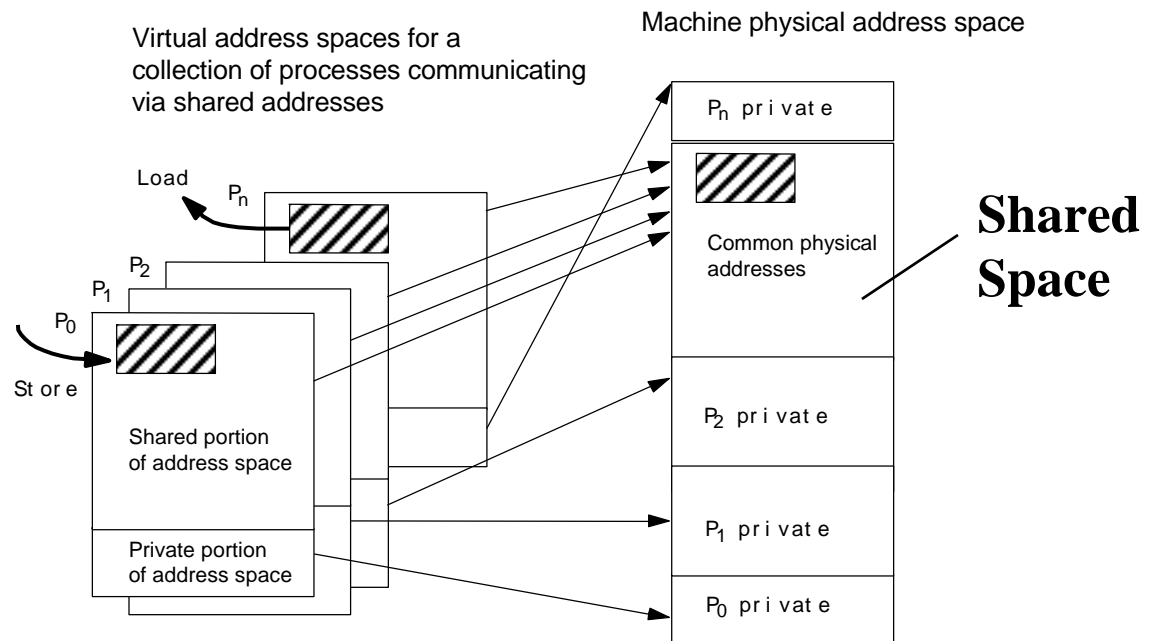 Virtual address spaces for a
collection of processes communicating
via shared addresses
Machine physical address space
Pn private
Load
Pn
Common physical
addresses
Shared
Space
P2
P1
P0
Store
Shared portion
of address space
P2 private
Private portion
of address space
P1 private
P0 private